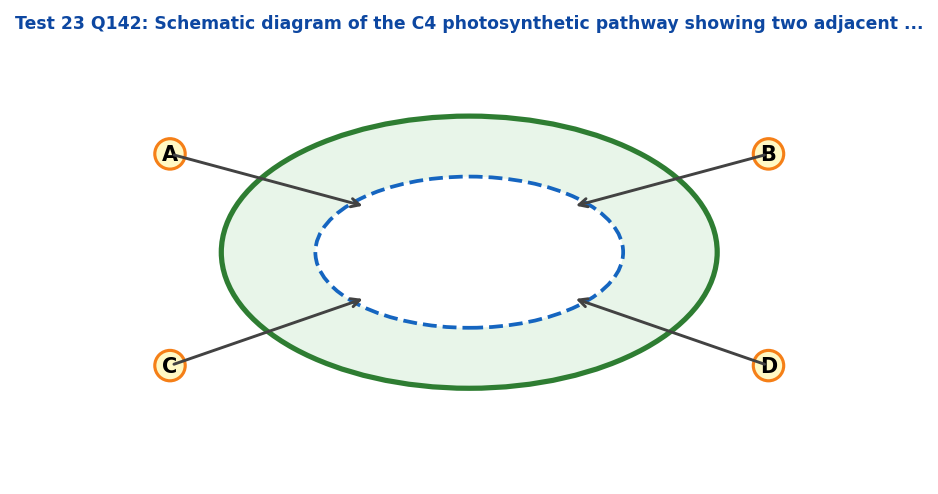 Test 23 Q142: Schematic diagram of the C4 photosynthetic pathway showing two adjacent ...
A
B
C
D